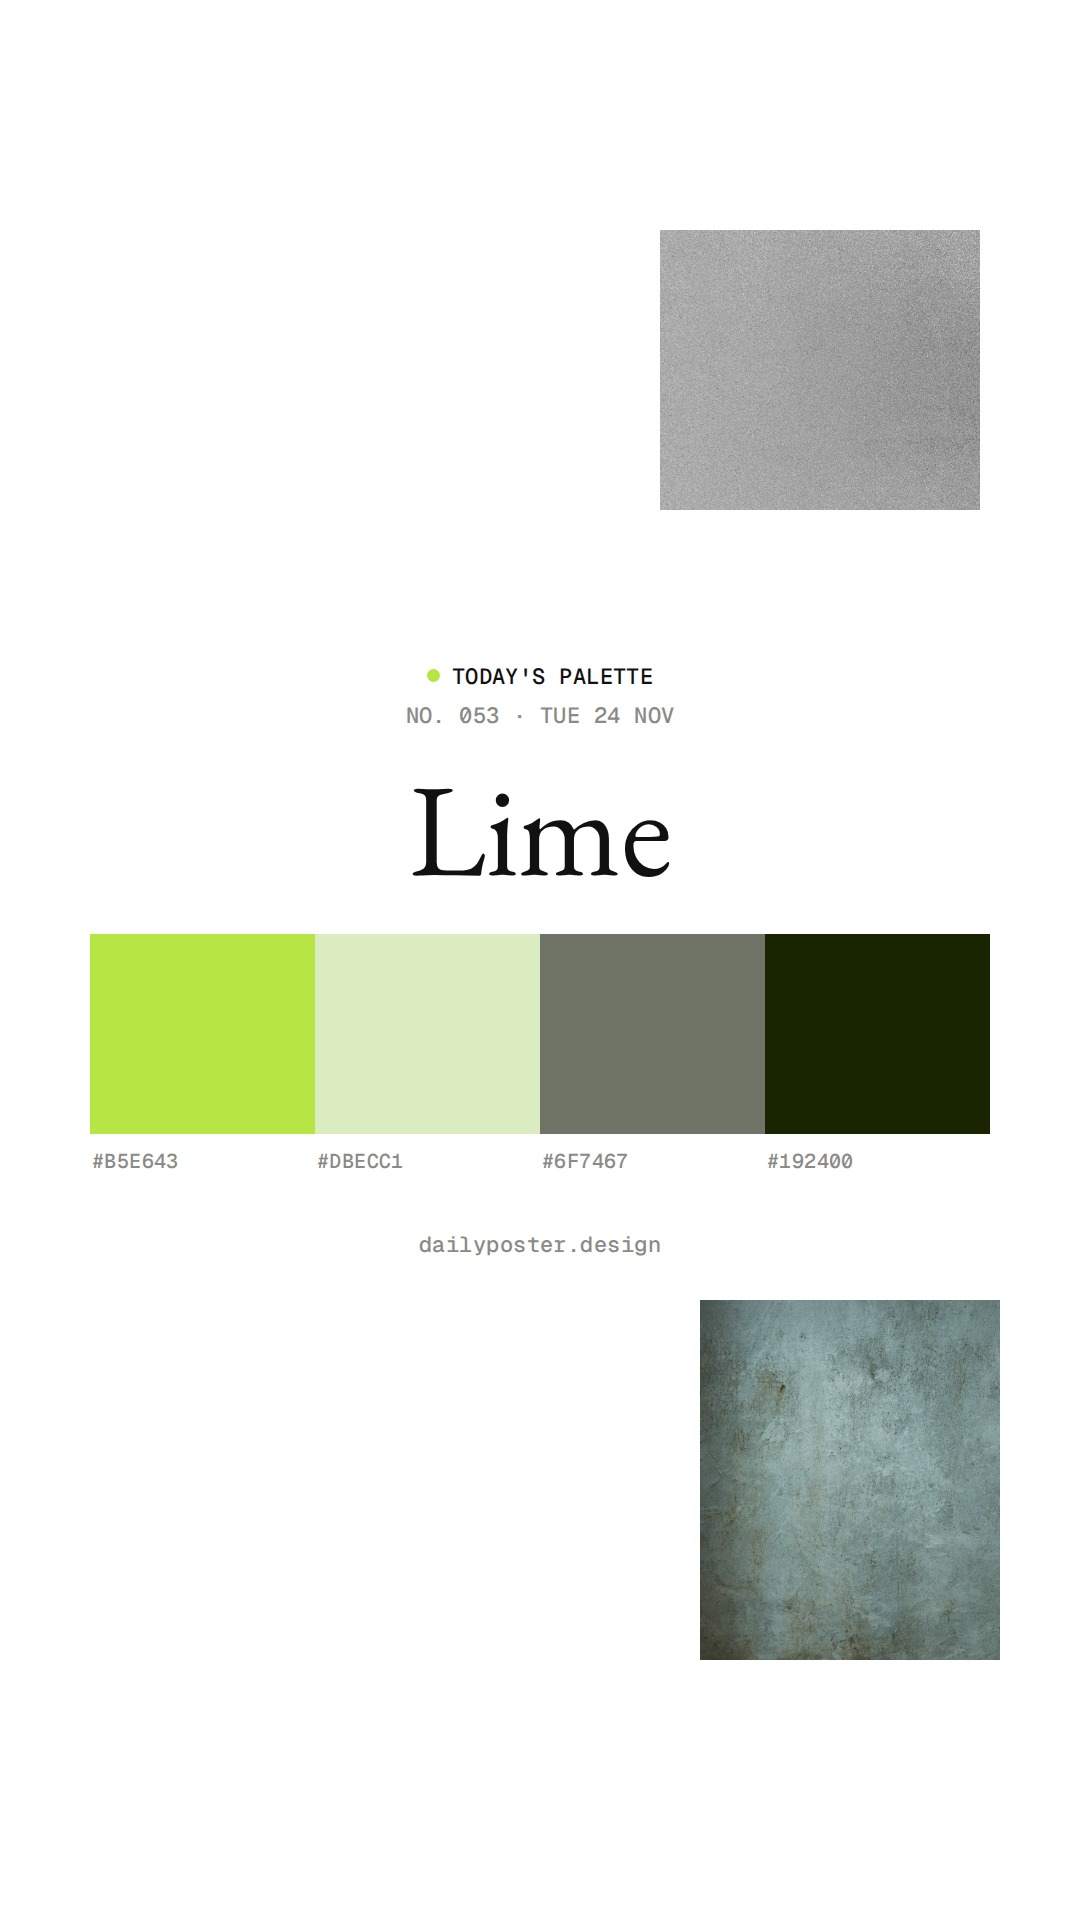 TODAY'S PALETTE
NO. 053 · TUE 24 NOV
Lime
#B5E643 #DBECC1 #6F7467 #192400
dailyposter.design